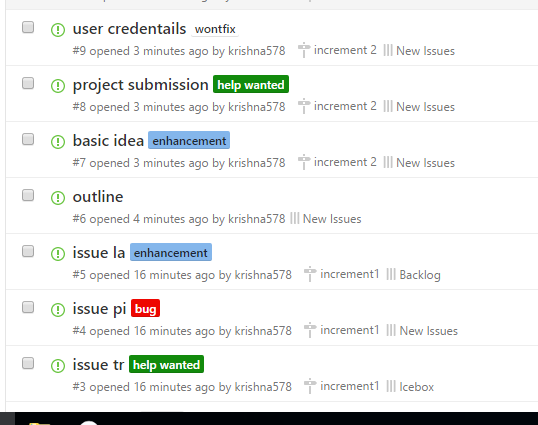 user credentails wontfix
#9 opened 3 minutes ago by krishna578 increment 2 New Issues
project submission help wanted
#8 opened 3 minutes ago by krishna578 increment 2 New Issues
basic idea enhancement
#7 opened 3 minutes ago by krishna578 increment 2 New Issues
outline
#6 opened 4 minutes ago by krishna578 New Issues
issue la enhancement
#5 opened 16 minutes ago by krishna578 increment1 Backlog
issue pi bug
#4 opened 16 minutes ago by krishna578 increment1 New Issues
issue tr help wanted
#3 opened 16 minutes ago by krishna578 increment1 Icebox